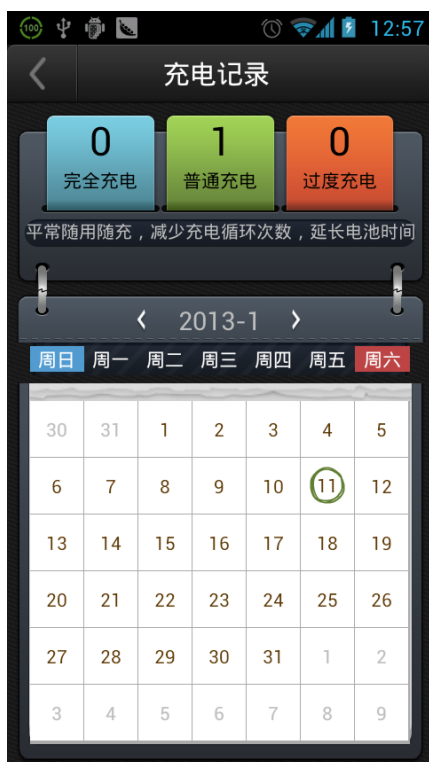 100 12:57
充电记录
0 1 0
完全充电 普通充电 过度充电
平常随用随充，减少充电循环次数，延长电池时间
2013-1
周日 周一 周二 周三 周四 周五 周六
30 31 1 2 3 4 5
6 7 8 9 10 11 12
13 14 15 16 17 18 19
20 21 22 23 24 25 26
27 28 29 30 31 1 2
3 4 5 6 7 8 9